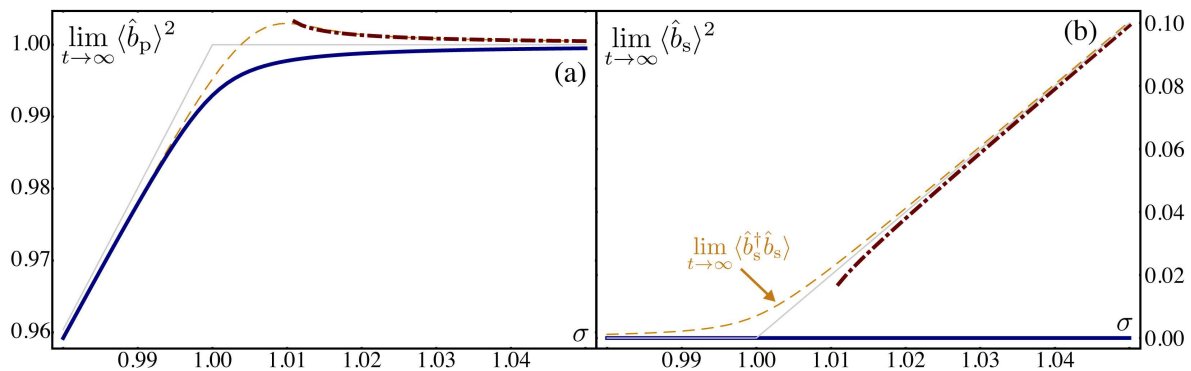 lim t→∞ ⟨b̂p⟩²
(a)
1.00
0.99
0.98
0.97
0.96
σ
0.99 1.00 1.01 1.02 1.03 1.04
lim t→∞ ⟨b̂s⟩²
(b)
0.10
0.08
0.06
0.04
0.02
0.00
lim t→∞ ⟨b̂s†b̂s⟩
σ
0.99 1.00 1.01 1.02 1.03 1.04